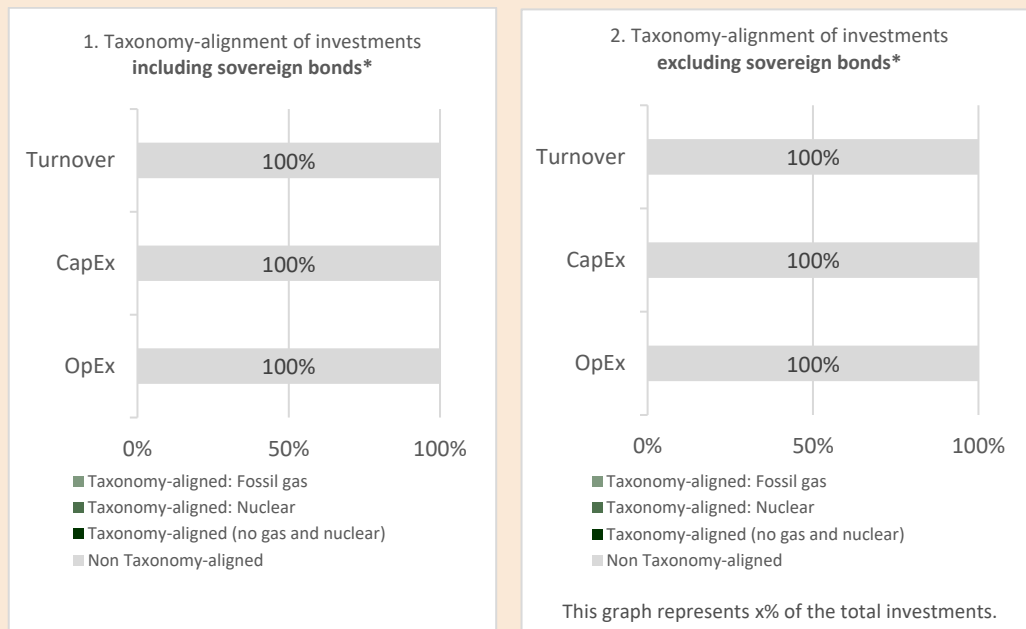 1. Taxonomy-alignment of investments
including sovereign bonds*
Turnover
100%
CapEx
100%
OpEx
100%
0%
50%
100%
Taxonomy-aligned: Fossil gas
Taxonomy-aligned: Nuclear
Taxonomy-aligned (no gas and nuclear)
Non Taxonomy-aligned
2. Taxonomy-alignment of investments
excluding sovereign bonds*
Turnover
100%
CapEx
100%
OpEx
100%
0%
50%
100%
Taxonomy-aligned: Fossil gas
Taxonomy-aligned: Nuclear
Taxonomy-aligned (no gas and nuclear)
Non Taxonomy-aligned
This graph represents x% of the total investments.